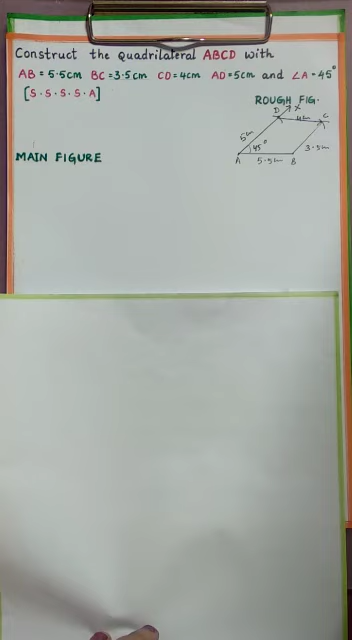 Construct the quadrilateral ABCD with
AB = 5.5cm BC = 3.5cm CD = 4cm AD = 5cm and ∠A = 45°
[S.S.S.S.A]
ROUGH FIG.
D X C
4cm
5cm
45°
3.5cm
A 5.5cm B
MAIN FIGURE